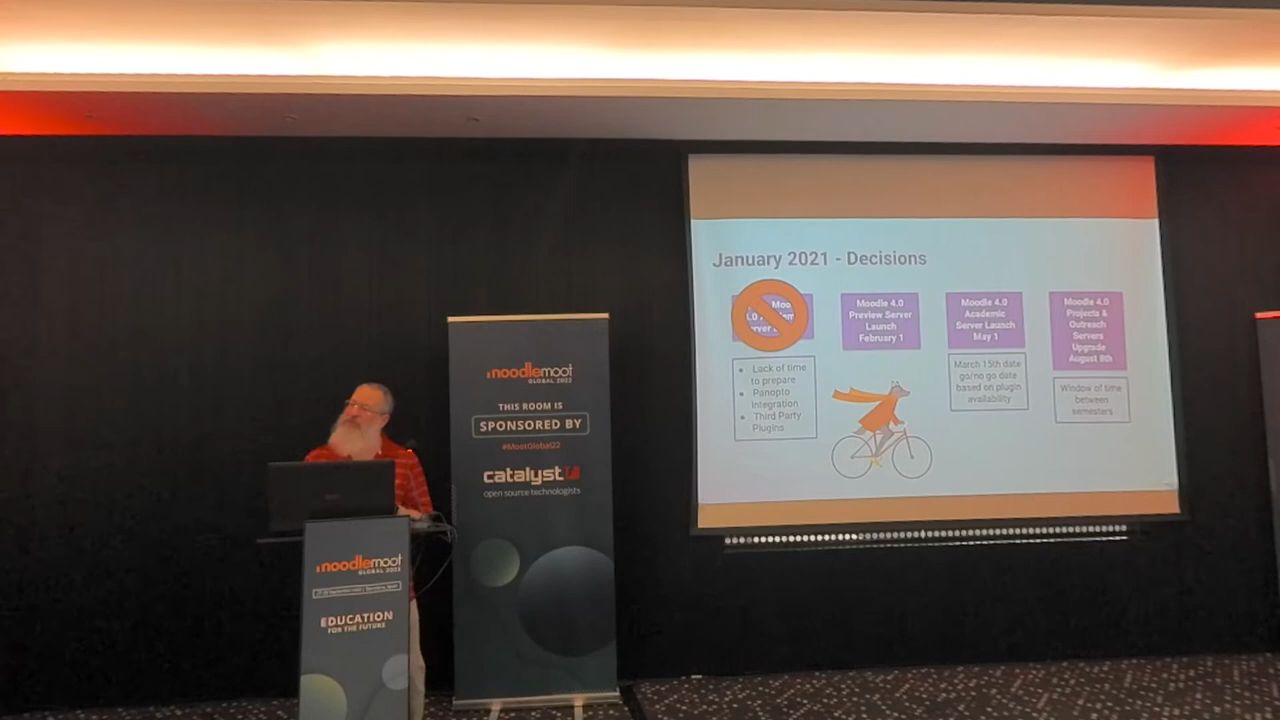 January 2021 - Decisions
Moo
Moodle 4.0
Preview Server
Launch
February 1
Moodle 4.0
Academic
Server Launch
May 1
Moodle 4.0
Projects &
Outreach
Servers
Upgrade
August 8th
Lack of time
to prepare
Panopto
Integration
Third Party
Plugins
March 15th date
go/no go date
based on plugin
availability
Window of time
between
semesters
moodlemoot
GLOBAL 2022
THIS ROOM IS
SPONSORED BY
#MootGlobal22
catalyst
open source technologists
moodlemoot
GLOBAL 2022
EDUCATION
FOR THE FUTURE